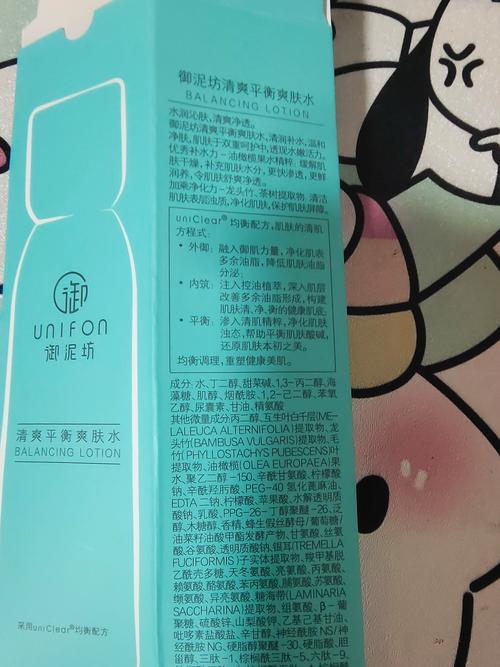 御泥坊清爽平衡爽肤水
BALANCING LOTION
水润沁肤，清爽净透。
御泥坊清爽平衡爽肤水，清润补水，温和
净肤，肌肤于双重呵护中，透现水嫩活力。
优秀补水力-油橄榄果水精粹，缓解肌
肤干燥，补充肌肤水分，更快渗透，更鲜
润养，令肌肤舒爽净透。
加乘净化力-龙头竹、茶树提取物，清洁
肌肤表层浊质，净化肌肤，保护肌肤屏障。
uniClear®均衡配方，肌肤的清肌
方程式：
• 外御：融入御肌力量，净化肌表
多余油脂，降低肌肤油脂
分泌；
• 内筑：注入控油植萃，深入肌层
改善多余油脂形成，构建
肌肤清、净、衡的健康肌底；
• 平衡：渗入清肌精粹，净化肌肤
浊态，帮助平衡肌肤酸碱，
还原肌肤本初之美。
均衡调理，重塑健康美肌。
成分：水、丁二醇、甜菜碱、1,3-丙二醇、海
藻糖、肌醇、烟酰胺、1,2-己二醇、苯氧
乙醇、尿囊素、甘油、精氨酸
其他微量成分丙二醇、互生叶白千层(ME-
LALEUCA ALTERNIFOLIA)提取物、龙
头竹(BAMBUSA VULGARIS)提取物、毛
竹(PHYLLOSTACHYS PUBESCENS)叶
提取物、油橄榄(OLEA EUROPAEA)果
水、聚乙二醇-150、辛酰甘氨酸、柠檬酸
钠、辛酰羟肟酸、PEG-40 氢化蓖麻油、
EDTA 二钠、柠檬酸、苹果酸、水解透明质
酸钠、乳酸、PPG-26-丁醇聚醚-26、泛
醇、木糖醇、香精、蜂生假丝酵母/葡萄糖/
油菜籽油酸甲酯发酵产物、甘氨酸、丝氨
酸、谷氨酸、透明质酸钠、银耳(TREMELLA
FUCIFORMIS)子实体提取物、羧甲基脱
乙酰壳多糖、天冬氨酸、亮氨酸、丙氨酸、
赖氨酸、酪氨酸、苯丙氨酸、脯氨酸、苏氨酸、
缬氨酸、异亮氨酸、糖海带(LAMINARIA
SACCHARINA)提取物、组氨酸、β-葡
聚糖、硫酸锌、山梨酸钾、乙基己基甘油、
吡哆素盐酸盐、辛甘醇、神经酰胺 NS/神
经酰胺 NG、硬脂醇聚醚-30、硬脂酸、胆
甾醇、三肽-1、棕榈酰三肽-5、六肽-9、
御
UNIFON
御泥坊
清爽平衡爽肤水
BALANCING LOTION
采用uniClear®均衡配方